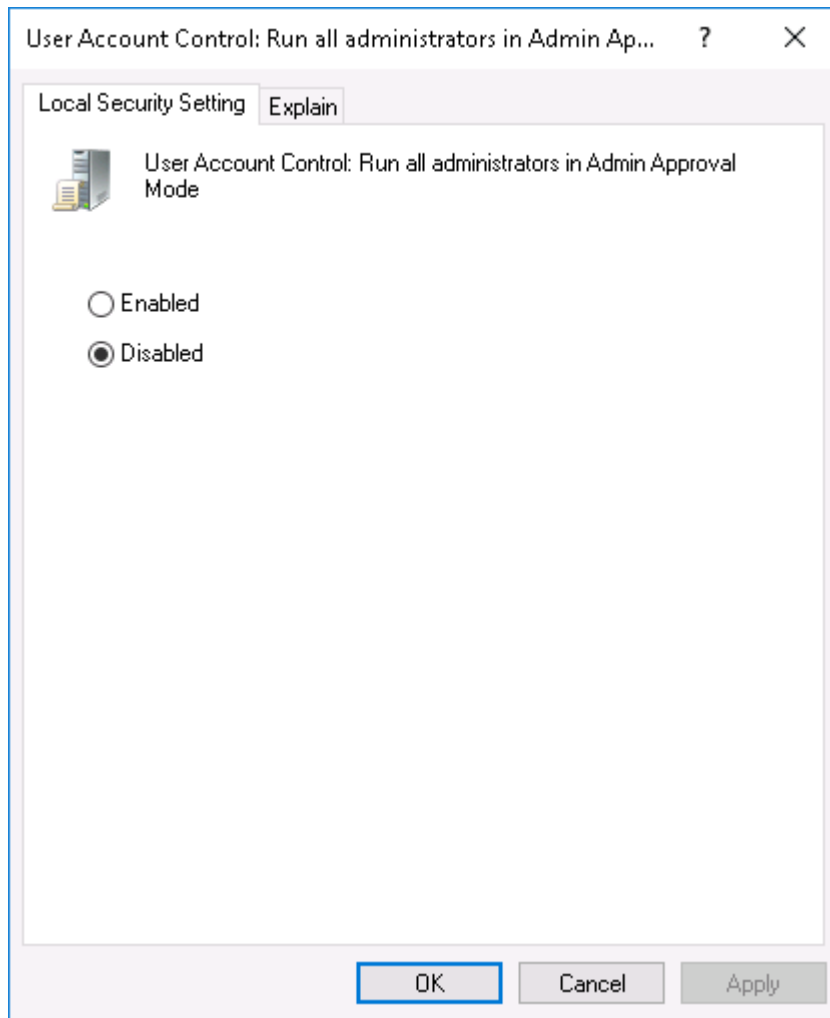 User Account Control: Run all administrators in Admin Ap... ?
Local Security Setting Explain
User Account Control: Run all administrators in Admin Approval
Mode
Enabled
Disabled
OK Cancel Apply